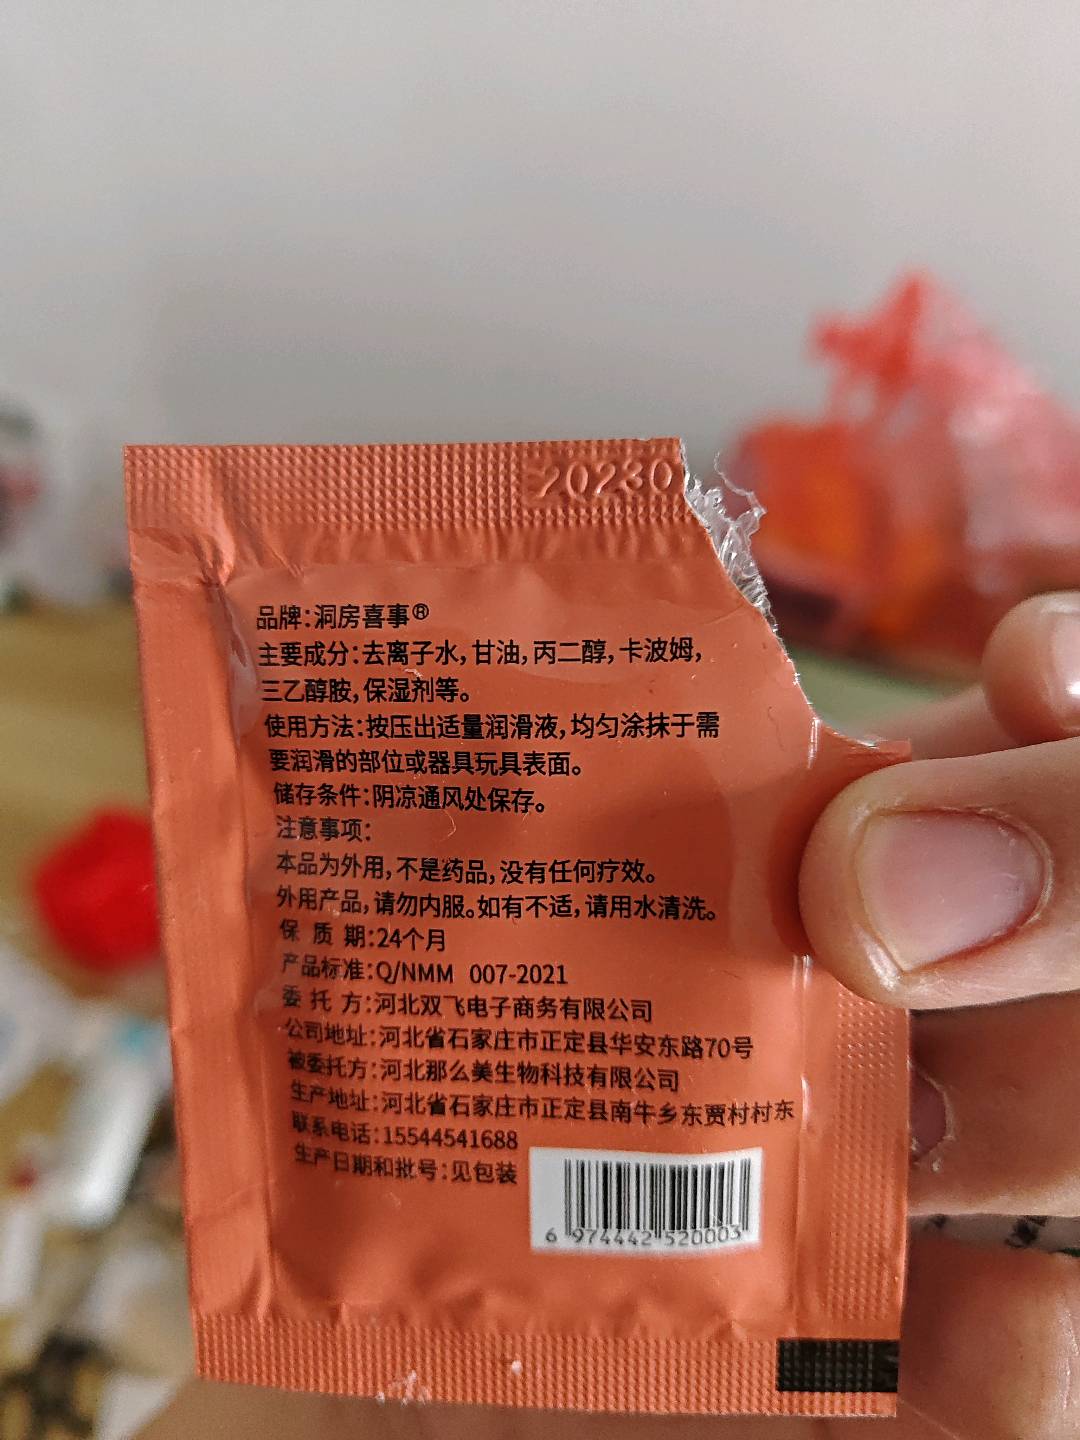 20230
品牌：洞房喜事®
主要成分：去离子水，甘油，丙二醇，卡波姆，
三乙醇胺，保湿剂等。
使用方法：按压出适量润滑液，均匀涂抹于需
要润滑的部位或器具玩具表面。
储存条件：阴凉通风处保存。
注意事项：
本品为外用，不是药品，没有任何疗效。
外用产品，请勿内服。如有不适，请用水清洗。
保 质 期：24个月
产品标准：Q/NMM 007-2021
委 托 方：河北双飞电子商务有限公司
公司地址：河北省石家庄市正定县华安东路70号
被委托方：河北那么美生物科技有限公司
生产地址：河北省石家庄市正定县南牛乡东贾村村东
联系电话：15544541688
生产日期和批号：见包装
6 974442 520003